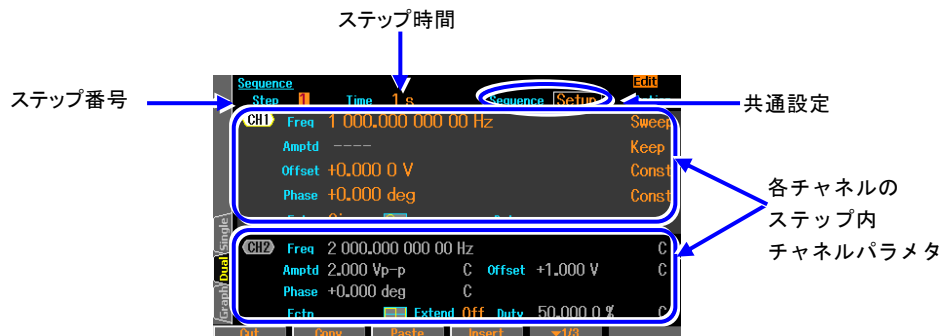 ステップ時間
ステップ番号
共通設定
各チャネルの
ステップ内
チャネルパラメタ
Sequence Edit
Step 1 Time 1 s Sequence Setup
CH1 Freq 1 000.000 000 00 Hz Sweep
Amptd ---- Keep
Offset +0.000 0 V Const
Phase +0.000 deg Const
CH2 Freq 2 000.000 000 00 Hz C
Amptd 2.000 Vp-p C Offset +1.000 V C
Phase +0.000 deg C
Fctn Extend Off Duty 50.000 0 % C
Graph Dual Single
Cut Copy Paste Insert ▼1/3